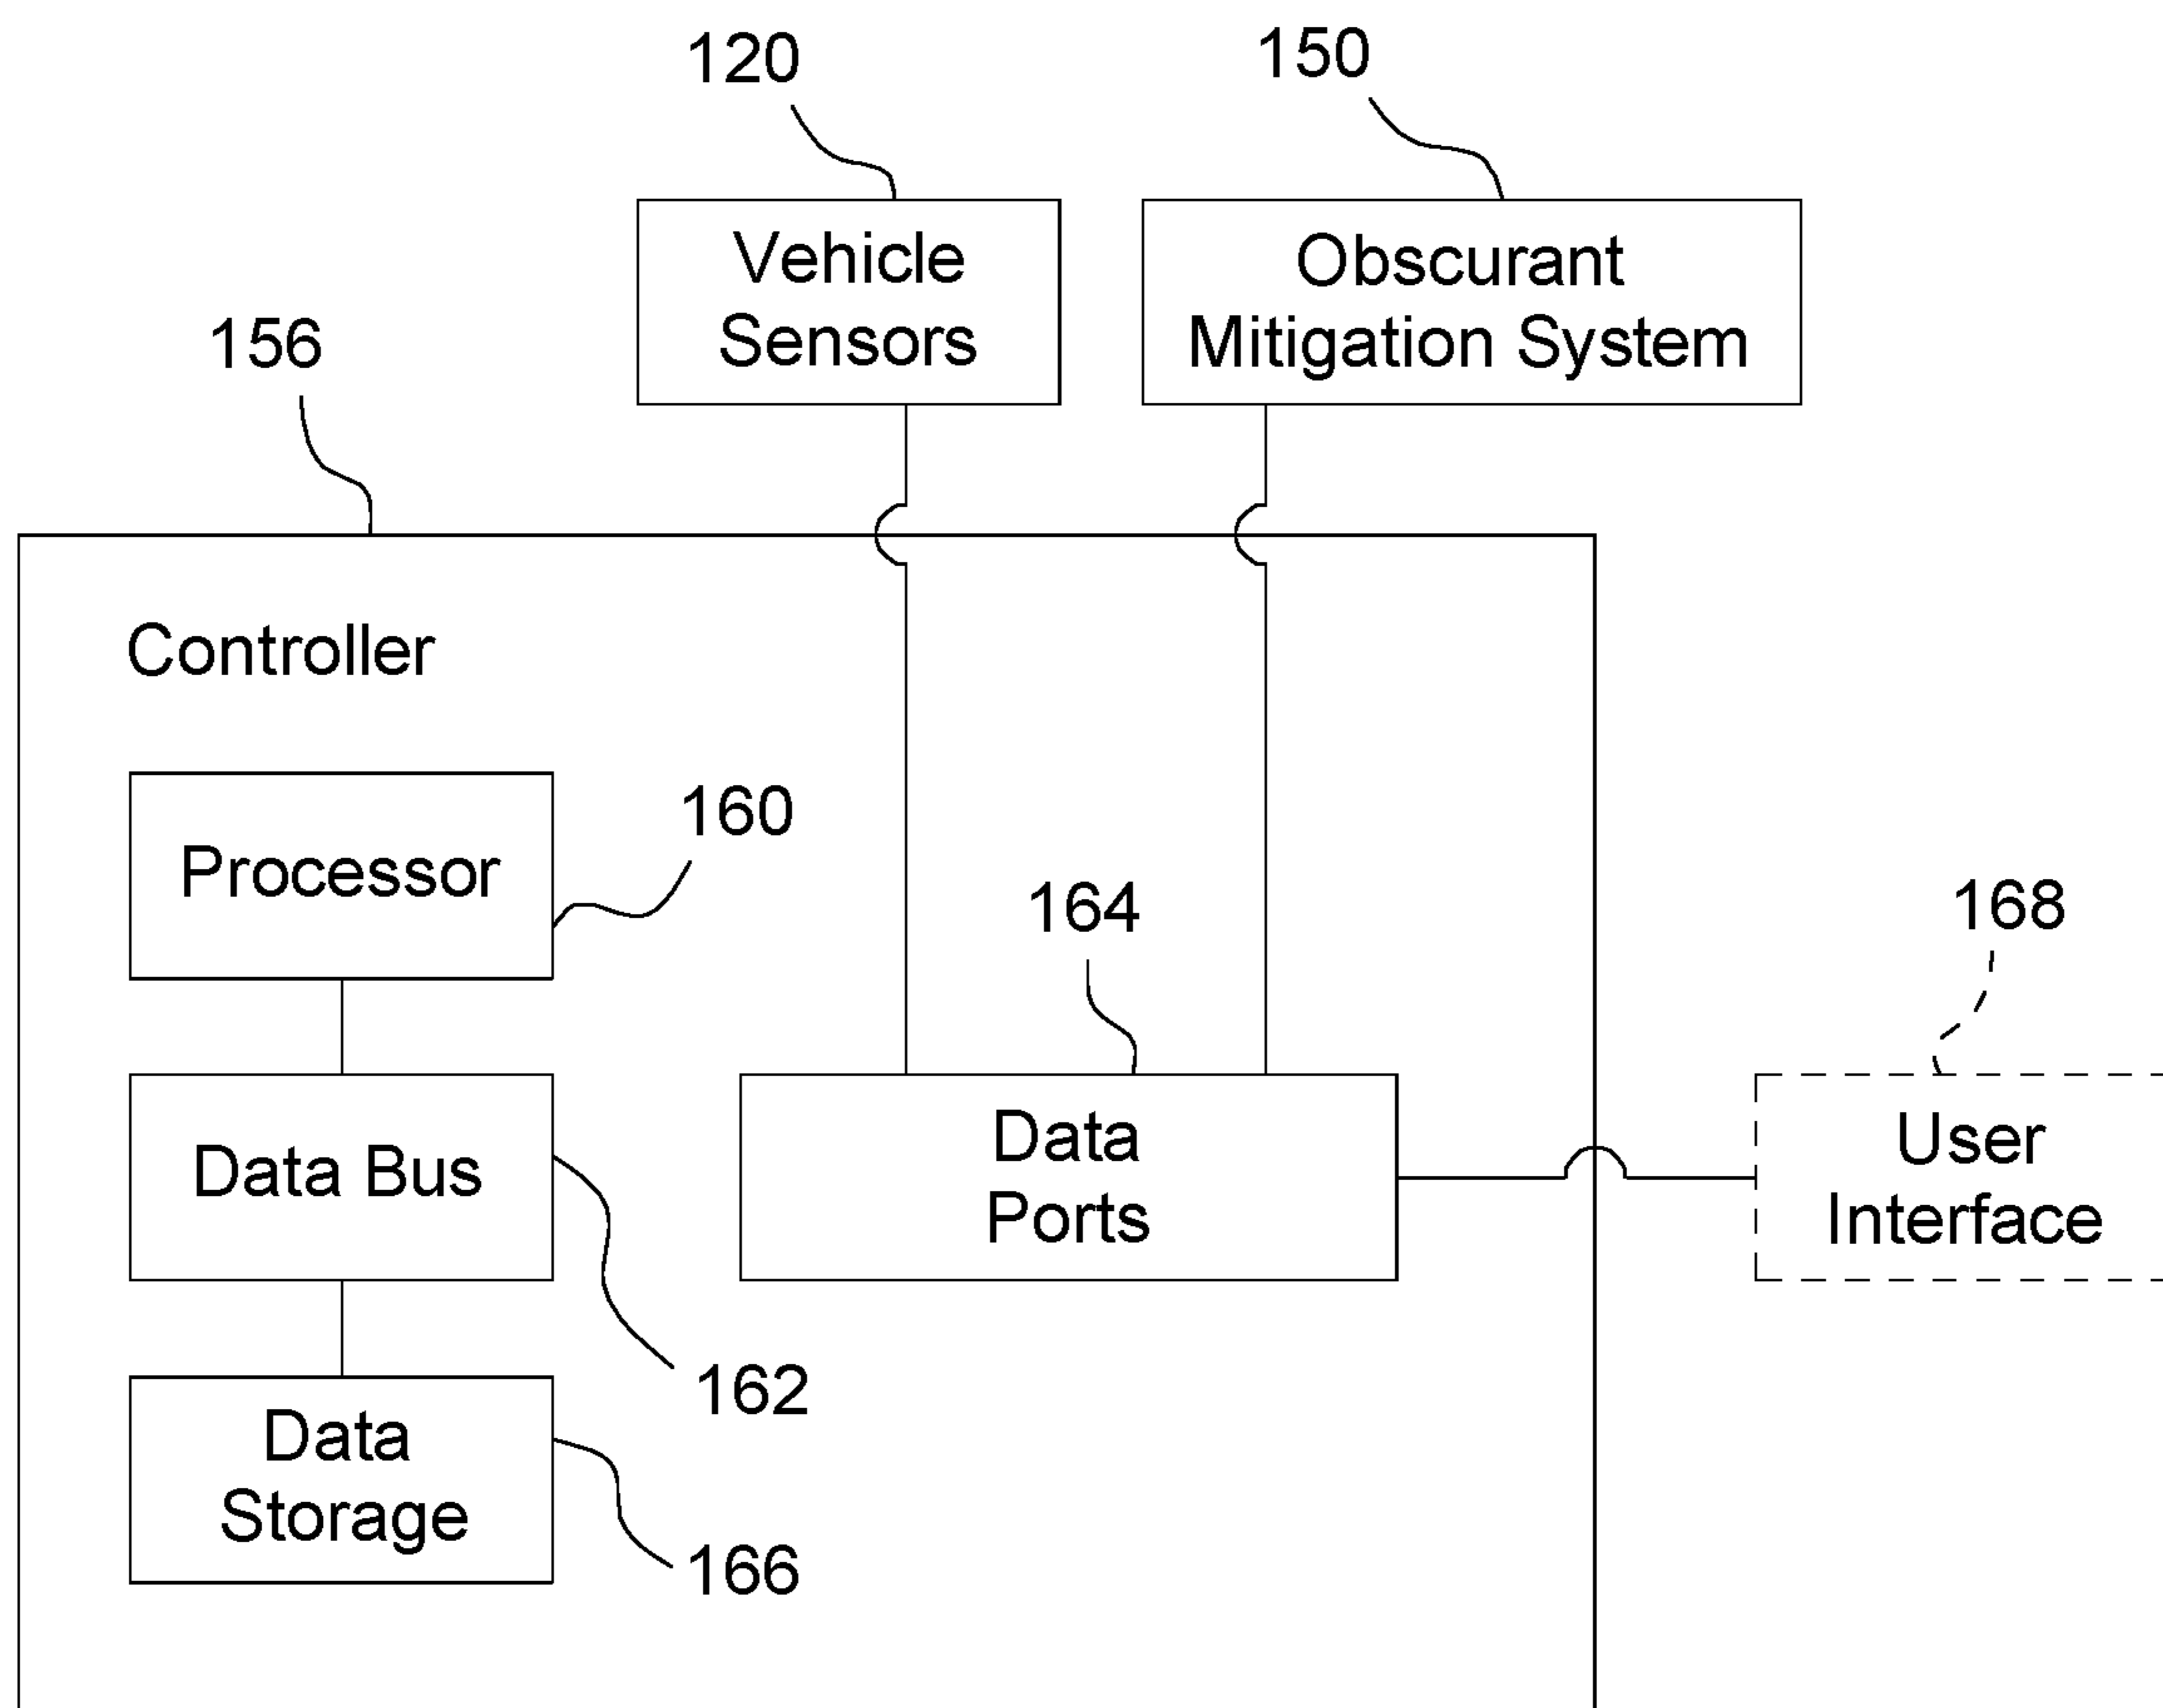 120
150
Vehicle
Sensors
Obscurant
Mitigation System
156
Controller
Processor
160
164
168
Data Bus
Data
Ports
User
Interface
162
Data
Storage
166